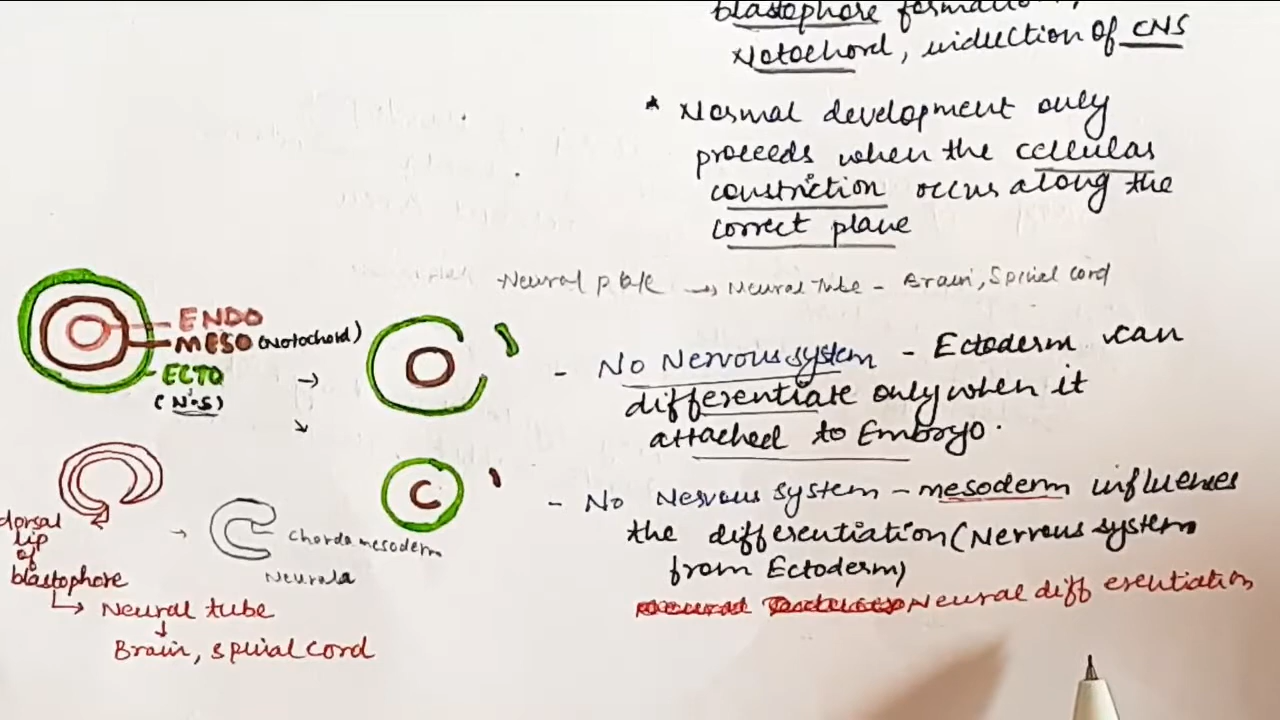 blastophore formation,
Notochord, induction of CNS
* Normal development only
proceeds when the cellular
constriction occurs along the
correct plane
Neural plate → Neural tube - Brain, Spinal cord
ENDO
MESO (Notochord)
ECTO
(N.S)
- No Nervous system - Ectoderm can
differentiate only when it
attached to Embryo.
- No Nervous system - mesoderm influences
the differentiation (Nervous system
from Ectoderm)
Neural differentiation
dorsal
lip
of
blastophore
→ Neural tube
Brain, spinal cord
chorda mesoderm
Neurula